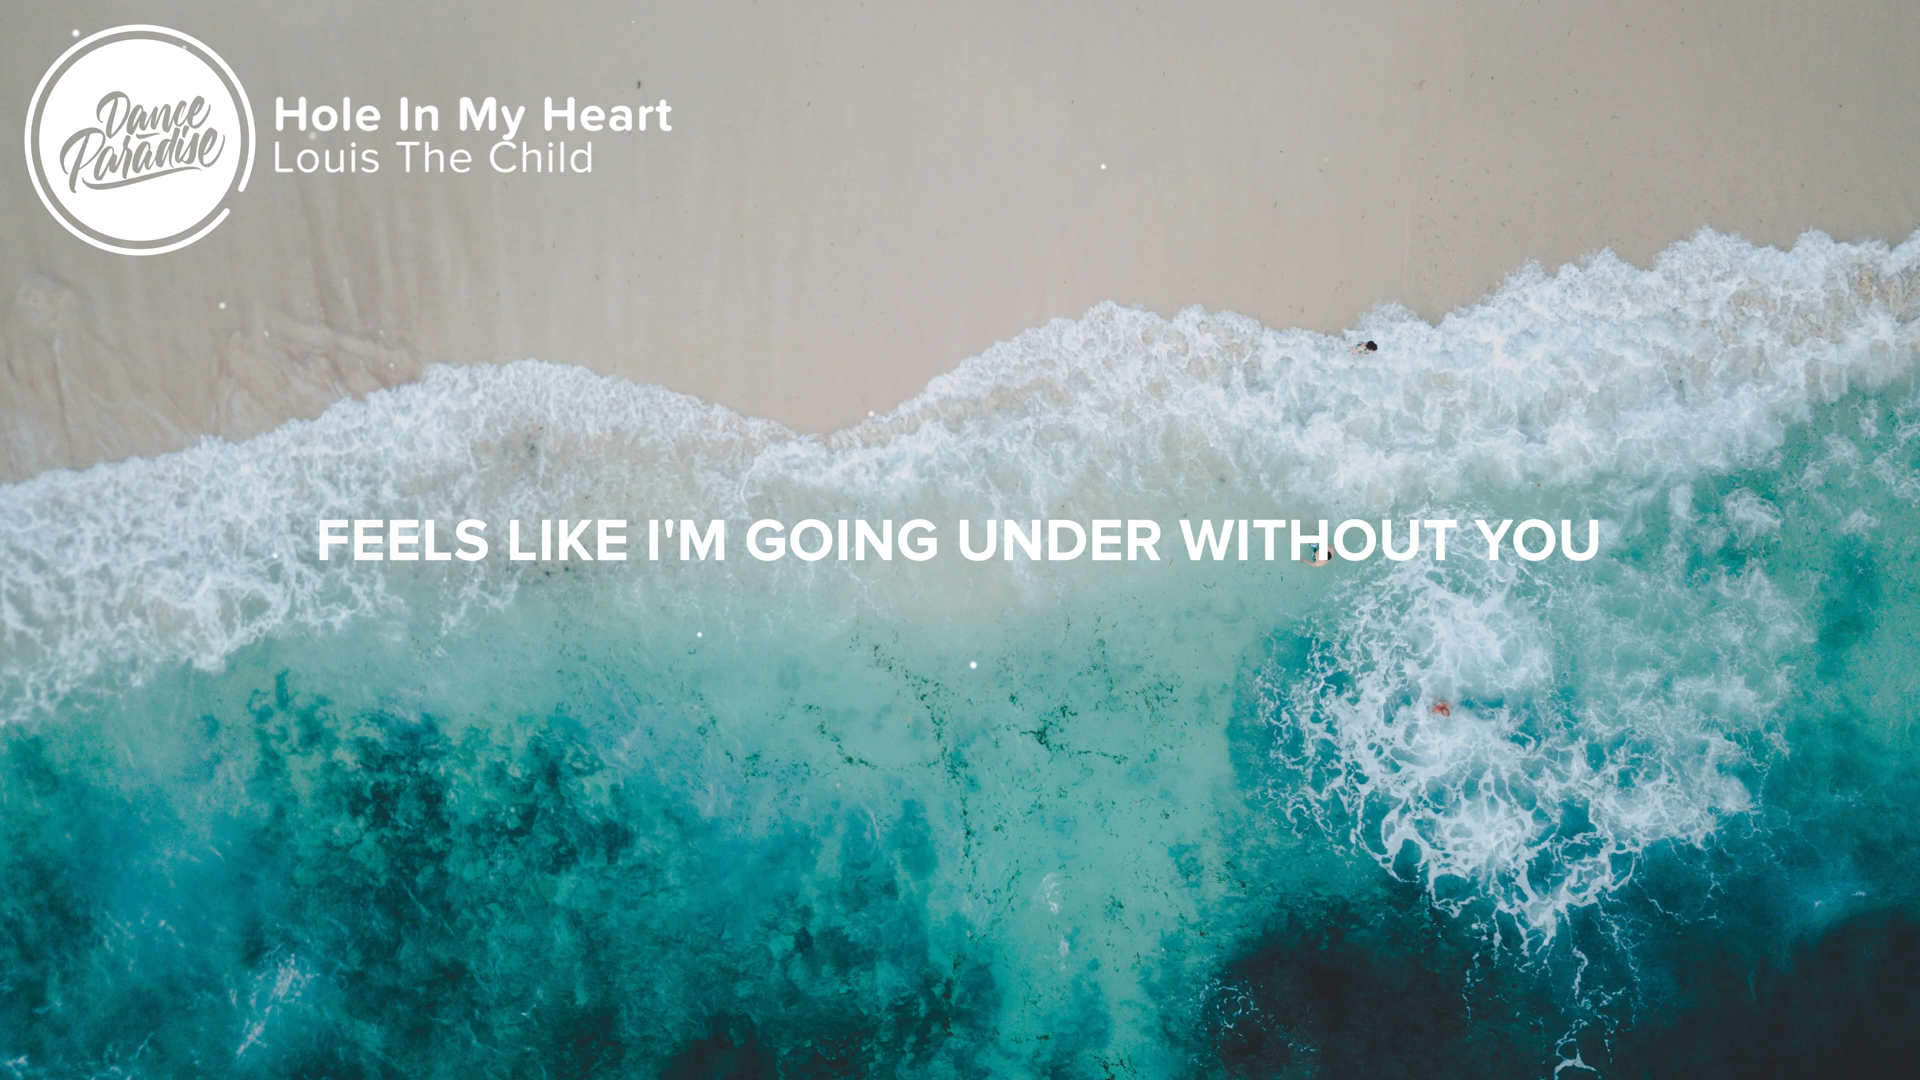 Dance
Paradise
Hole In My Heart
Louis The Child
FEELS LIKE I'M GOING UNDER WITHOUT YOU